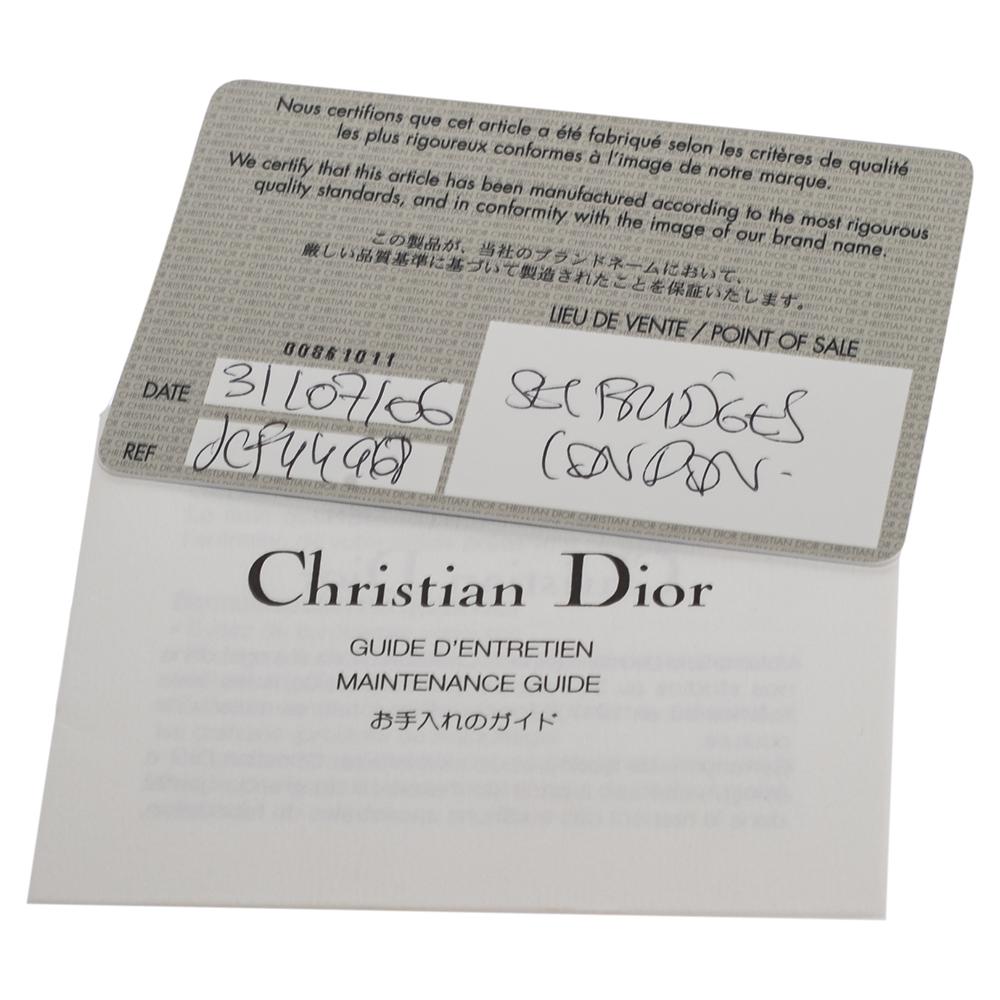 Nous certifions que cet article a été fabriqué selon les critères de qualité
les plus rigoureux conformes à l'image de notre marque.
We certify that this article has been manufactured according to the most rigourous
quality standards, and in conformity with the image of our brand name.
この製品が、当社のブランドネームにおいて、
厳しい品質基準に基づいて製造されたことを保証いたします。
LIEU DE VENTE / POINT OF SALE
00861011
DATE 31/07/06
REF
LONDON.
Christian Dior
GUIDE D'ENTRETIEN
MAINTENANCE GUIDE
お手入れのガイド